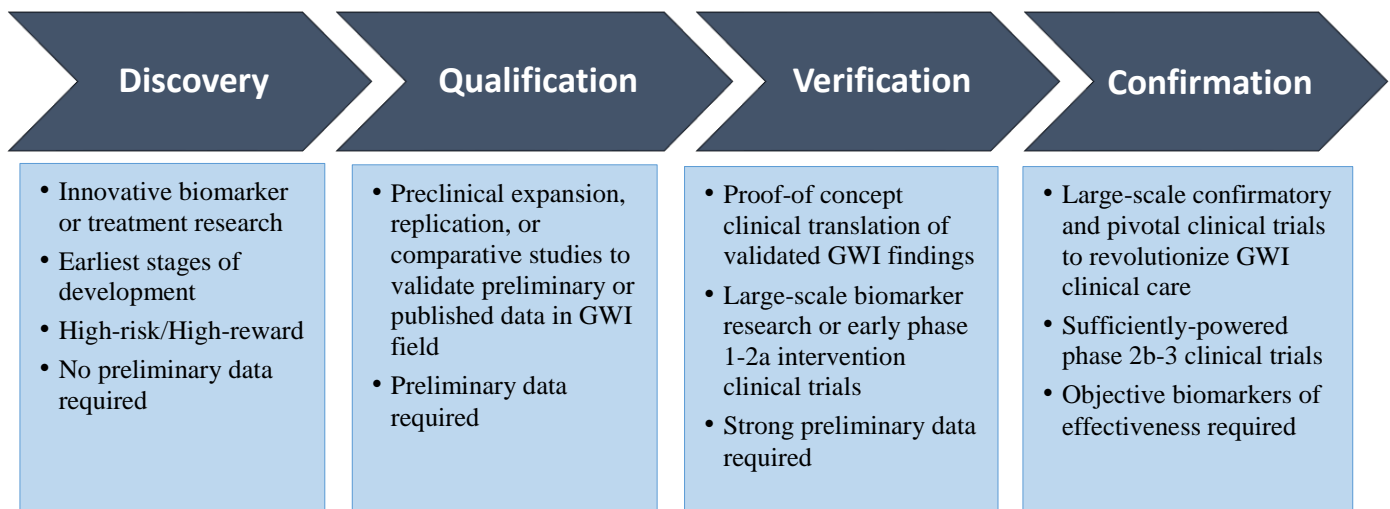 Discovery
• Innovative biomarker
or treatment research
• Earliest stages of
development
• High-risk/High-reward
• No preliminary data
required
Qualification
• Preclinical expansion,
replication, or
comparative studies to
validate preliminary or
published data in GWI
field
• Preliminary data
required
Verification
• Proof-of concept
clinical translation of
validated GWI findings
• Large-scale biomarker
research or early phase
1-2a intervention
clinical trials
• Strong preliminary data
required
Confirmation
• Large-scale confirmatory
and pivotal clinical trials
to revolutionize GWI
clinical care
• Sufficiently-powered
phase 2b-3 clinical trials
• Objective biomarkers of
effectiveness required